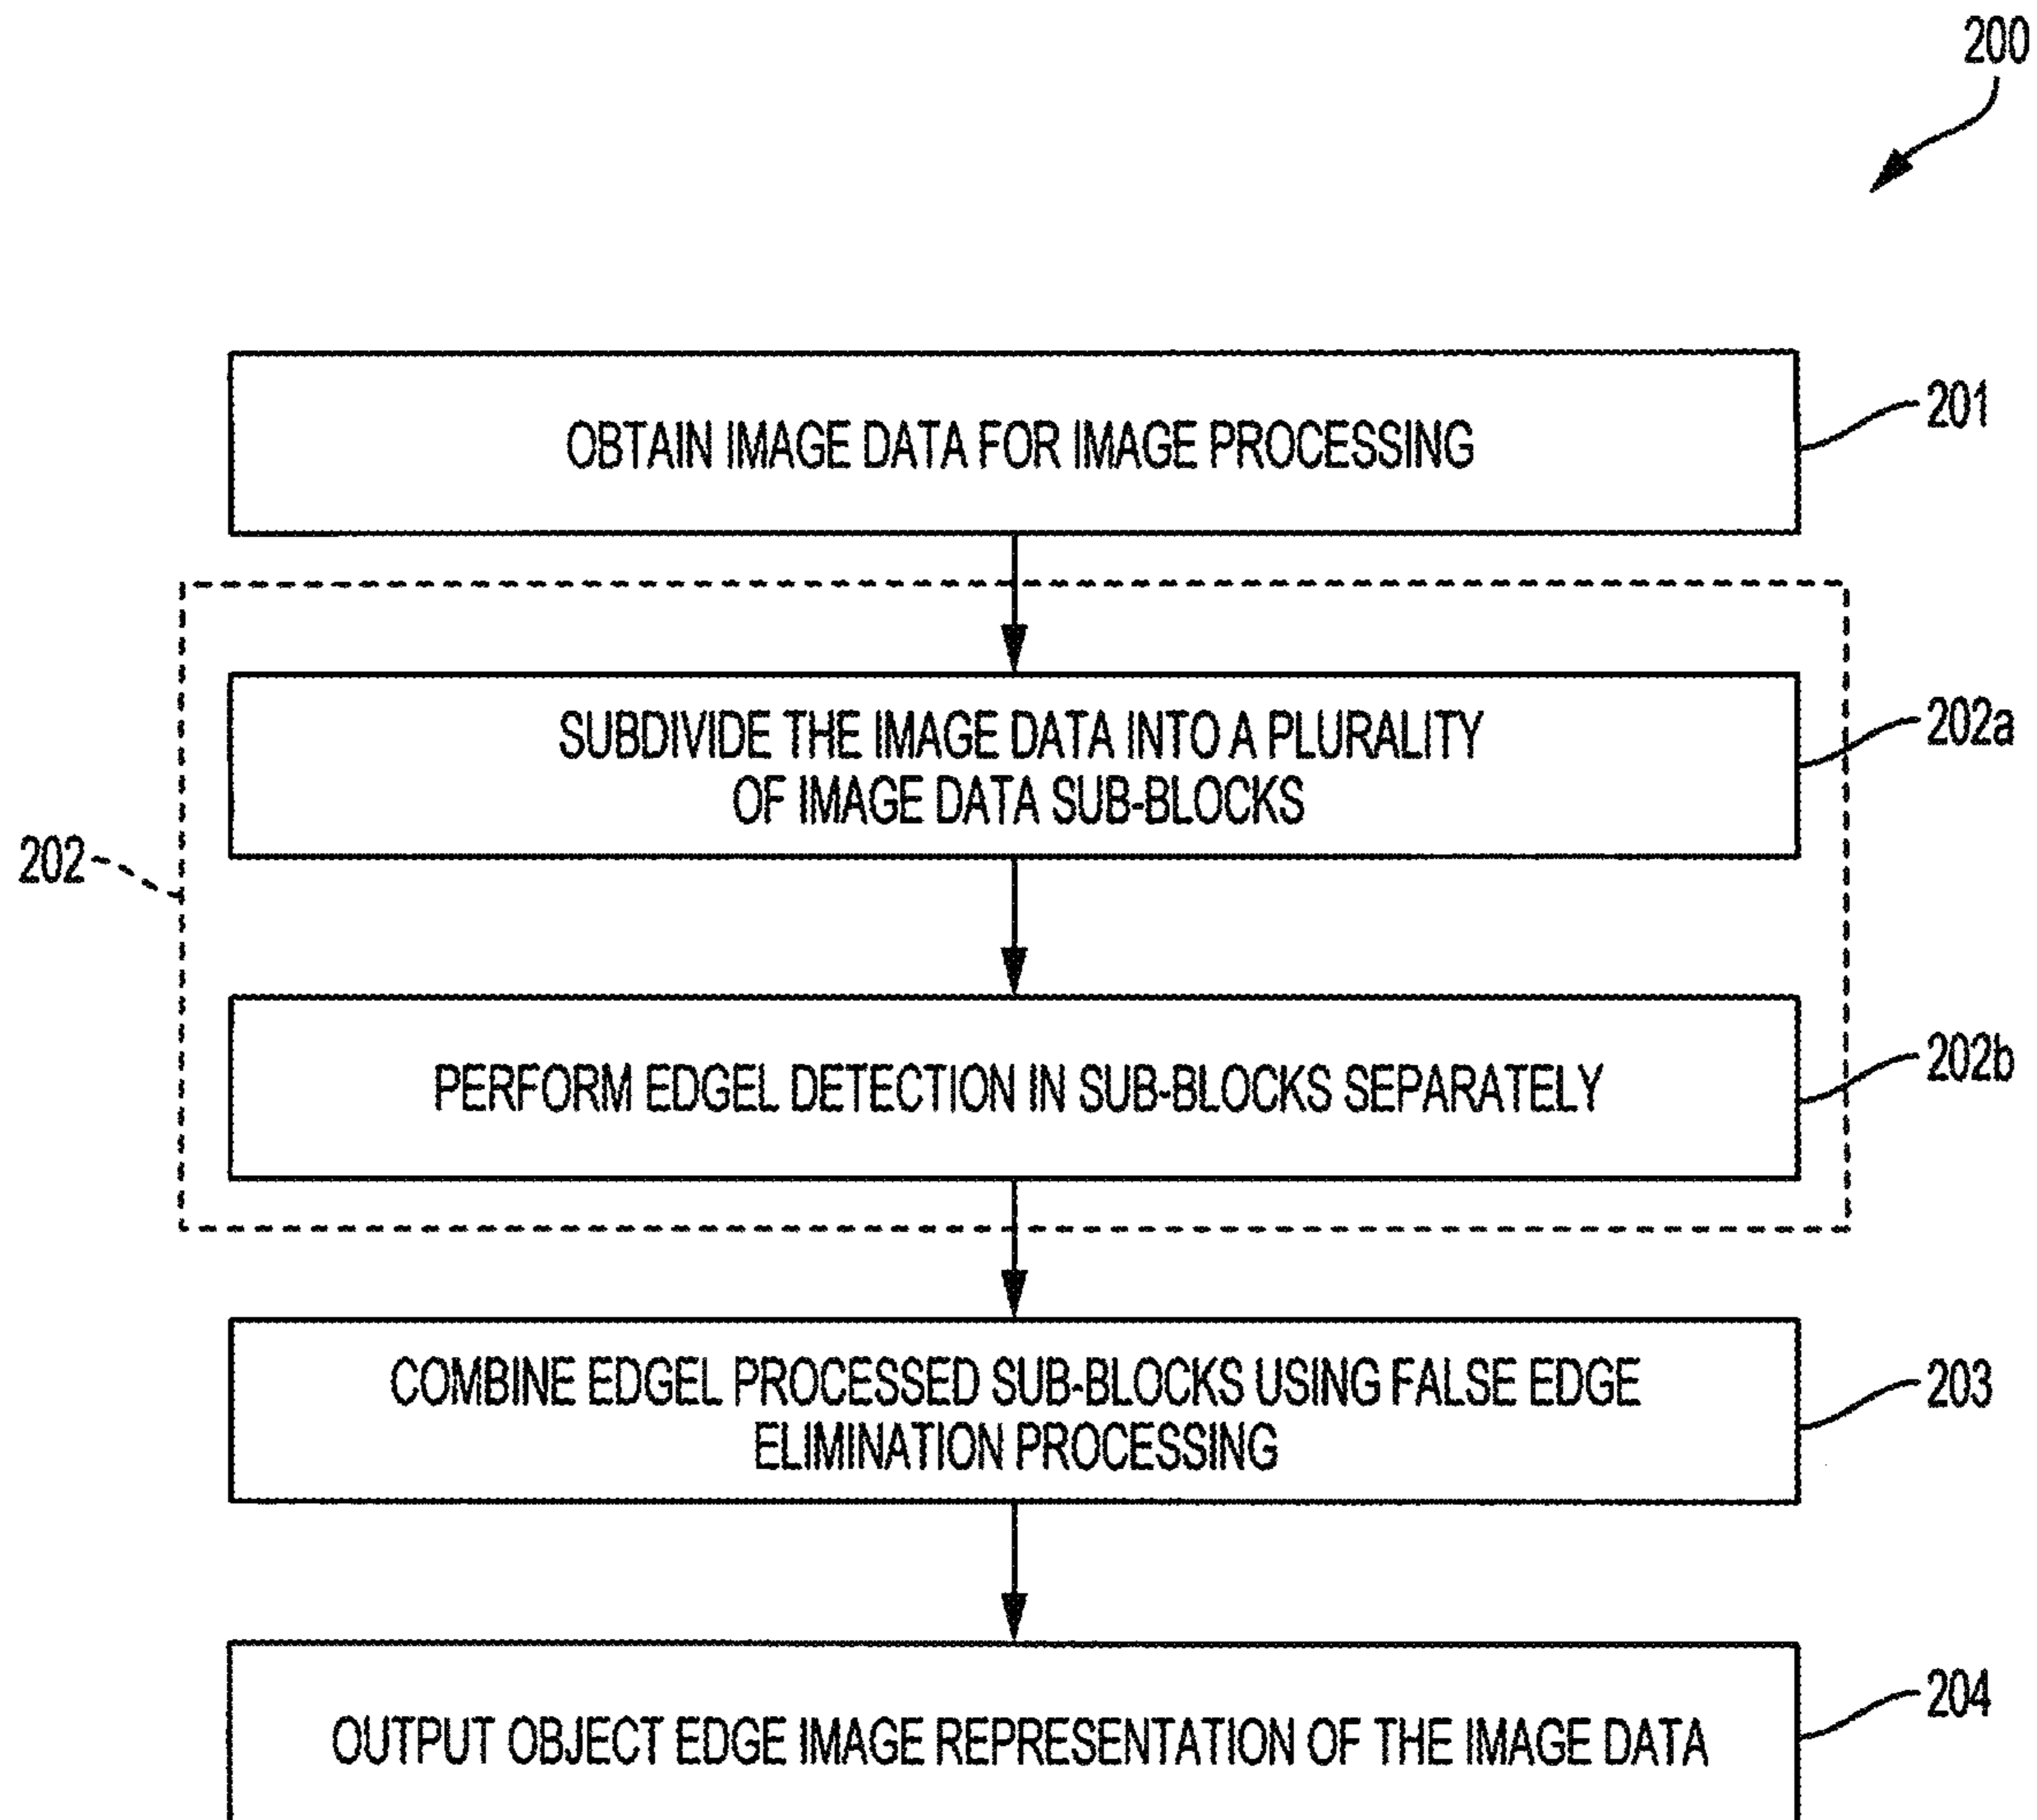 200
OBTAIN IMAGE DATA FOR IMAGE PROCESSING
201
SUBDIVIDE THE IMAGE DATA INTO A PLURALITY
OF IMAGE DATA SUB-BLOCKS
202a
202
PERFORM EDGEL DETECTION IN SUB-BLOCKS SEPARATELY
202b
COMBINE EDGEL PROCESSED SUB-BLOCKS USING FALSE EDGE
ELIMINATION PROCESSING
203
OUTPUT OBJECT EDGE IMAGE REPRESENTATION OF THE IMAGE DATA
204